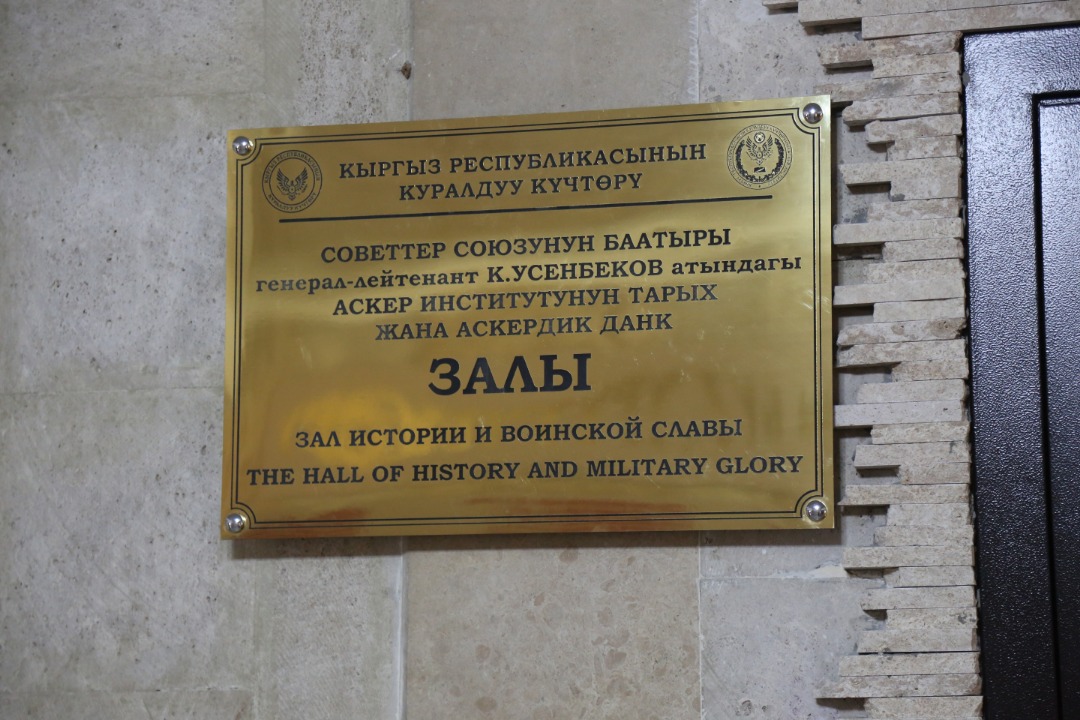 КЫРГЫЗ РЕСПУБЛИКАСЫНЫН
КУРАЛДУУ КҮЧТӨРҮ
СОВЕТТЕР СОЮЗУНУН БААТЫРЫ
генерал-лейтенант К.УСЕНБЕКОВ атындагы
АСКЕР ИНСТИТУТУНУН ТАРЫХ
ЖАНА АСКЕРДИК ДАНК
ЗАЛЫ
ЗАЛ ИСТОРИИ И ВОИНСКОЙ СЛАВЫ
THE HALL OF HISTORY AND MILITARY GLORY